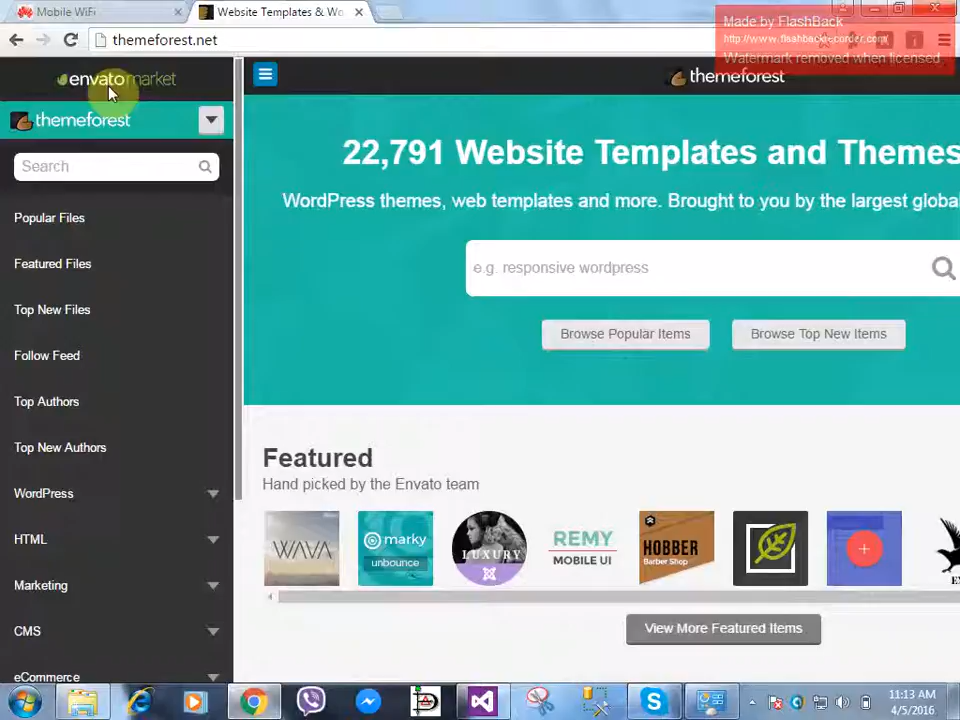 Mobile WiFi
Website Templates & Wo
Made by FlashBack
http://www.flashbackrecorder.com/
Watermark removed when licensed
themeforest.net
envatomarket
themeforest
themeforest
Search
Popular Files
Featured Files
Top New Files
Follow Feed
Top Authors
Top New Authors
WordPress
HTML
Marketing
CMS
eCommerce
22,791 Website Templates and Themes
WordPress themes, web templates and more. Brought to you by the largest global
e.g. responsive wordpress
Browse Popular Items
Browse Top New Items
Featured
Hand picked by the Envato team
WAVA
marky
unbounce
LUXURY
REMY
MOBILE UI
HOBBER
Barber Shop
View More Featured Items
11:13 AM
4/5/2016